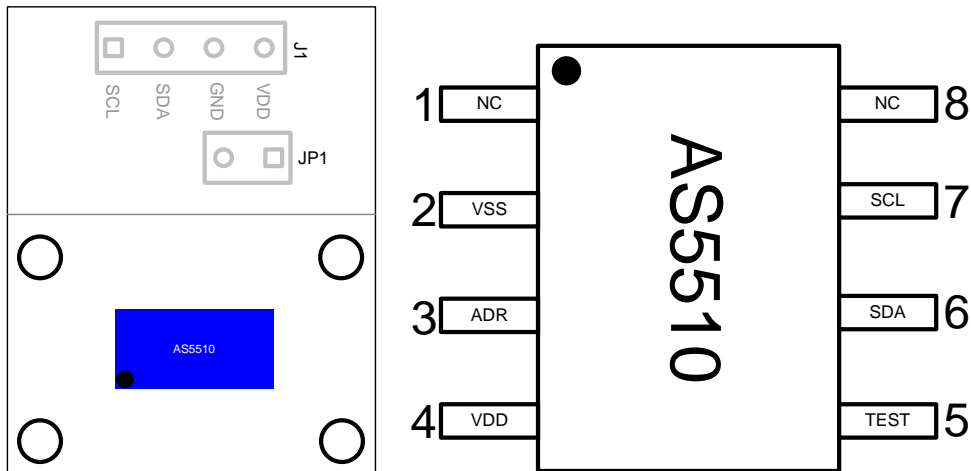 J1
SCL
SDA
GND
VDD
JP1
AS5510
1 NC
2 VSS
3 ADR
4 VDD
AS5510
NC 8
SCL 7
SDA 6
TEST 5